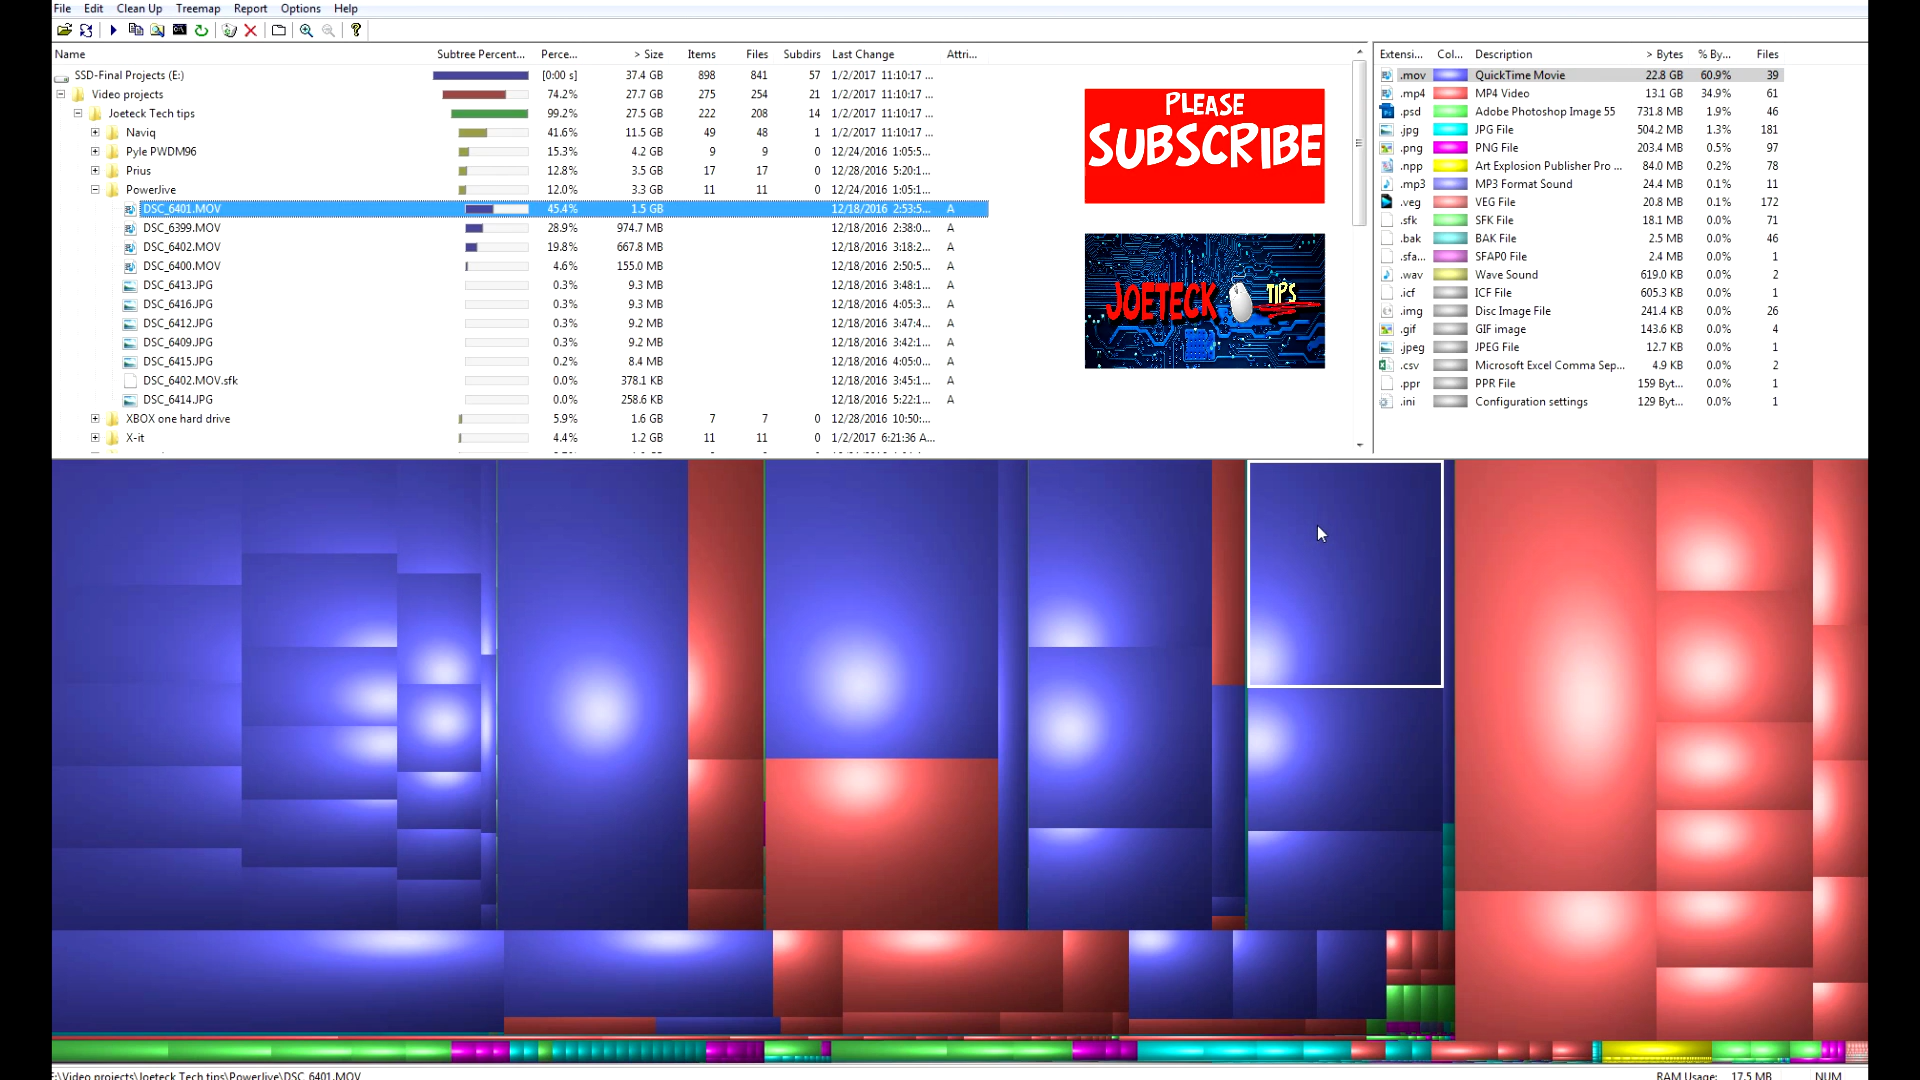 File Edit Clean Up Treemap Report Options Help
Name Subtree Percent... Perce... > Size Items Files Subdirs Last Change Attri...
SSD-Final Projects (E:) [0:00 s] 37.4 GB 898 841 57 1/2/2017 11:10:17 ...
Video projects 74.2% 27.7 GB 275 254 21 1/2/2017 11:10:17 ...
Joeteck Tech tips 99.2% 27.5 GB 222 208 14 1/2/2017 11:10:17 ...
Naviq 41.6% 11.5 GB 49 48 1 1/2/2017 11:10:17 ...
Pyle PWDM96 15.3% 4.2 GB 9 9 0 12/24/2016 1:05:5...
Prius 12.8% 3.5 GB 17 17 0 12/28/2016 5:20:1...
PowerJive 12.0% 3.3 GB 11 11 0 12/24/2016 1:05:1...
DSC_6401.MOV 45.4% 1.5 GB 12/18/2016 2:53:5... A
DSC_6399.MOV 28.9% 974.7 MB 12/18/2016 2:38:0... A
DSC_6402.MOV 19.8% 667.8 MB 12/18/2016 3:18:2... A
DSC_6400.MOV 4.6% 155.0 MB 12/18/2016 2:50:5... A
DSC_6413.JPG 0.3% 9.3 MB 12/18/2016 3:48:1... A
DSC_6416.JPG 0.3% 9.3 MB 12/18/2016 4:05:3... A
DSC_6412.JPG 0.3% 9.2 MB 12/18/2016 3:47:4... A
DSC_6409.JPG 0.3% 9.2 MB 12/18/2016 3:42:1... A
DSC_6415.JPG 0.2% 8.4 MB 12/18/2016 4:05:0... A
DSC_6402.MOV.sfk 0.0% 378.1 KB 12/18/2016 3:45:1... A
DSC_6414.JPG 0.0% 258.6 KB 12/18/2016 5:22:1... A
XBOX one hard drive 5.9% 1.6 GB 7 7 0 12/28/2016 10:50:...
X-it 4.4% 1.2 GB 11 11 0 1/2/2017 6:21:36 A...
PLEASE
SUBSCRIBE
JOETECK TIPS
Extensi... Col... Description > Bytes % By... Files
.mov QuickTime Movie 22.8 GB 60.9% 39
.mp4 MP4 Video 13.1 GB 34.9% 61
.psd Adobe Photoshop Image 55 731.8 MB 1.9% 46
.jpg JPG File 504.2 MB 1.3% 181
.png PNG File 203.4 MB 0.5% 97
.npp Art Explosion Publisher Pro ... 84.0 MB 0.2% 78
.mp3 MP3 Format Sound 24.4 MB 0.1% 11
.veg VEG File 20.8 MB 0.1% 172
.sfk SFK File 18.1 MB 0.0% 71
.bak BAK File 2.5 MB 0.0% 46
.sfa... SFAP0 File 2.4 MB 0.0% 1
.wav Wave Sound 619.0 KB 0.0% 2
.icf ICF File 605.3 KB 0.0% 1
.img Disc Image File 241.4 KB 0.0% 26
.gif GIF image 143.6 KB 0.0% 4
.jpeg JPEG File 12.7 KB 0.0% 1
.csv Microsoft Excel Comma Sep... 4.9 KB 0.0% 2
.ppr PPR File 159 Byt... 0.0% 1
.ini Configuration settings 129 Byt... 0.0% 1
E:\Video projects\Joeteck Tech tips\PowerJive\DSC_6401.MOV RAM Usage: 17.5 MB NUM